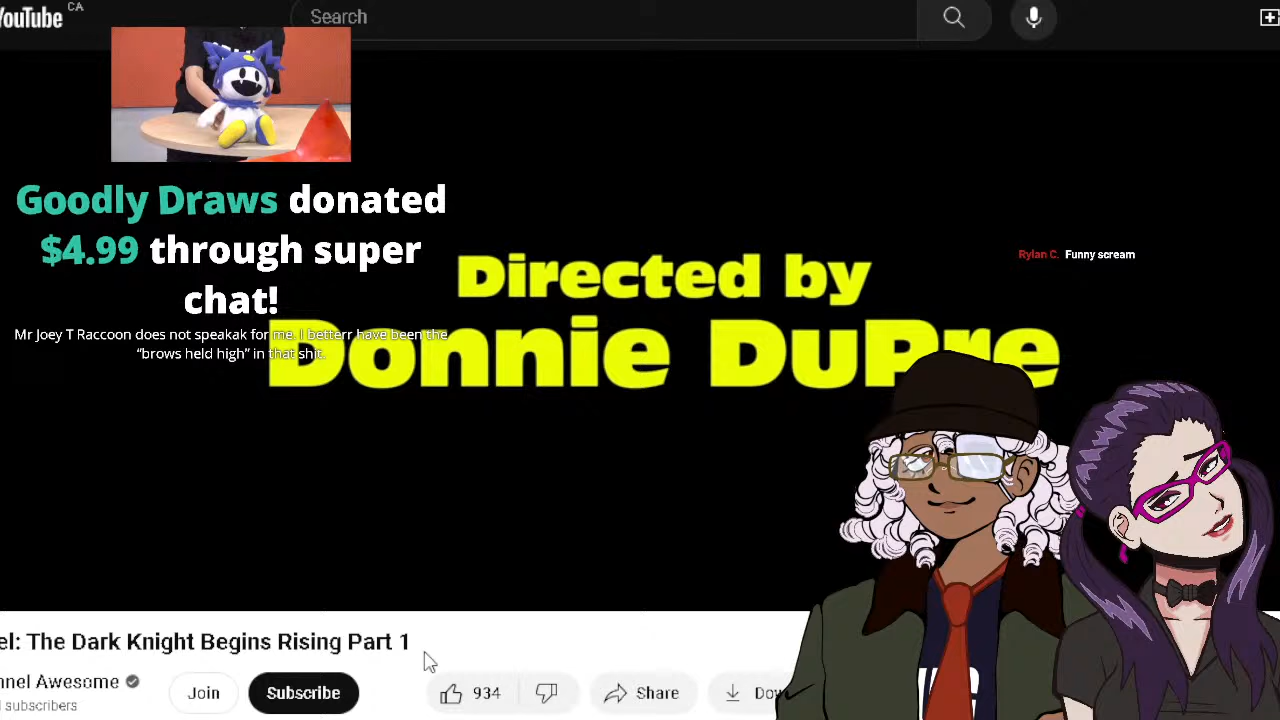 YouTube CA
Search
Goodly Draws donated
$4.99 through super
chat!
Mr Joey T Raccoon does not speakak for me. I betterr have been the
“brows held high” in that shit.
Rylan C. Funny scream
Directed by
Donnie DuPre
el: The Dark Knight Begins Rising Part 1
nnel Awesome
subscribers
Join
Subscribe
934
Share
Dow